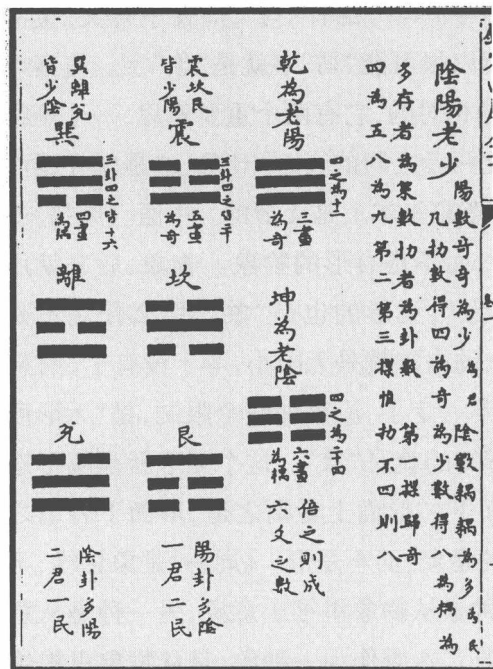 陰陽老少
陽數奇奇為少為君 陰數耦耦為多為民
凡扐數得四為奇為少數得八為耦為
多存者為策數扐者為卦數 第一揲歸奇
四為五八為九第二第三揲惟扐不四則八
乾為老陽
一之為十二
三畫
為奇
坤為老陰
四之為二十四
六畫
為耦
倍之則成
六爻之數
震坎艮
皆少陽
震
三卦四之皆二十
五畫
為奇
坎
艮
陽卦多陰
一君二民
巽離兌
皆少陰
巽
三卦四之皆十六
四畫
為耦
離
兌
陰卦多陽
二君一民